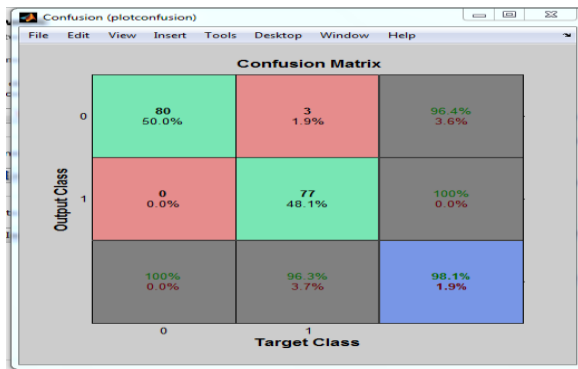 Confusion (plotconfusion)
File Edit View Insert Tools Desktop Window Help
Confusion Matrix
0 80 3 96.4%
50.0% 1.9% 3.6%
Output Class
1 0 77 100%
0.0% 48.1% 0.0%
100% 96.3% 98.1%
0.0% 3.7% 1.9%
0 1
Target Class